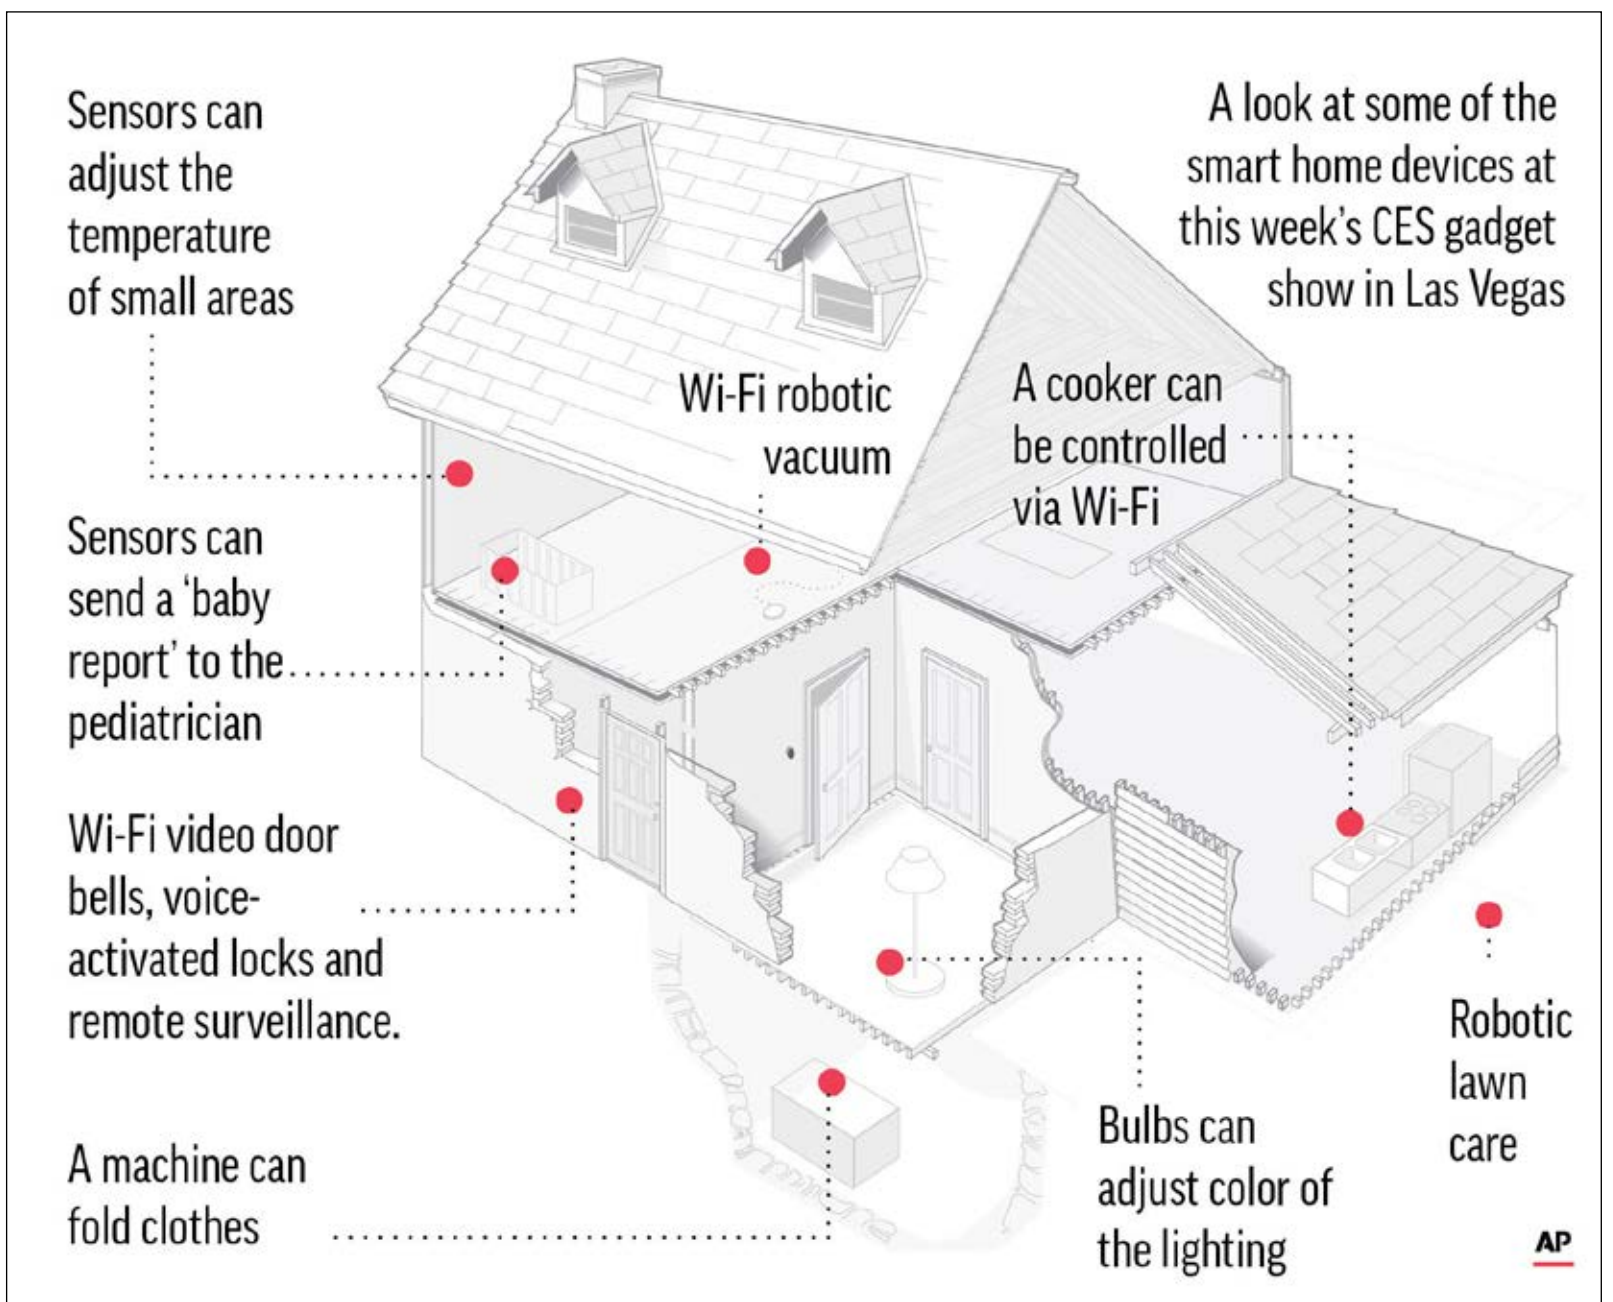 Sensors can
adjust the
temperature
of small areas
A look at some of the
smart home devices at
this week's CES gadget
show in Las Vegas
Wi-Fi robotic
vacuum
A cooker can
be controlled
via Wi-Fi
Sensors can
send a ‘baby
report’ to the
pediatrician
Wi-Fi video door
bells, voice-
activated locks and
remote surveillance.
A machine can
fold clothes
Bulbs can
adjust color of
the lighting
Robotic
lawn
care
AP